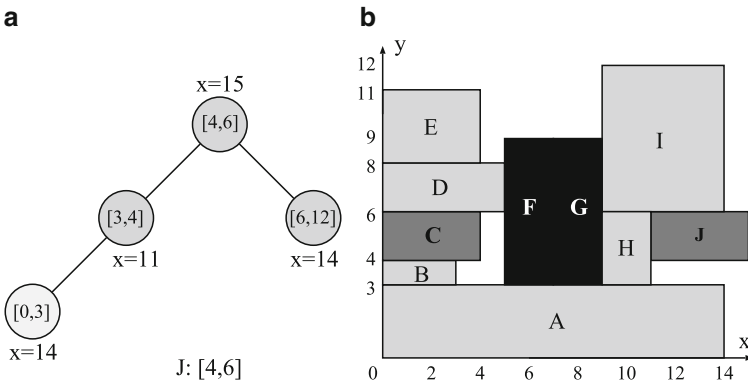 a
x=15
[4,6]
[3,4]
[6,12]
x=11
x=14
[0,3]
x=14
J: [4,6]
b
y
12
11
9
8
6
4
3
0
2
4
6
8
10
12
14
x
E
I
D
F
G
C
H
J
B
A